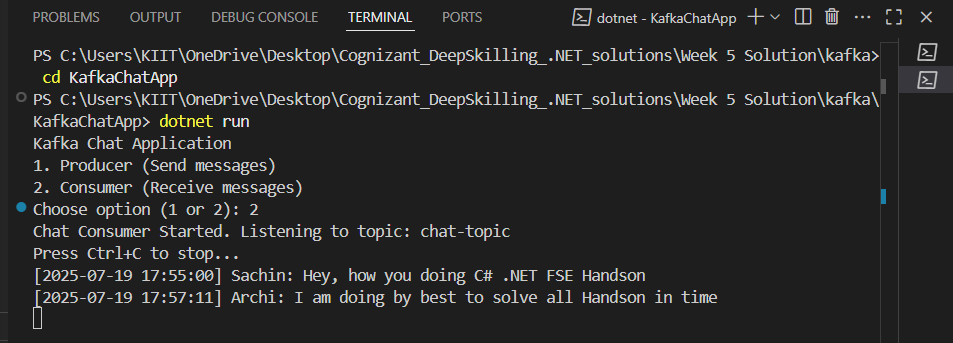 PROBLEMS OUTPUT DEBUG CONSOLE TERMINAL PORTS dotnet - KafkaChatApp
PS C:\Users\KIIT\OneDrive\Desktop\Cognizant_DeepSkilling_.NET_solutions\Week 5 Solution\kafka>
cd KafkaChatApp
PS C:\Users\KIIT\OneDrive\Desktop\Cognizant_DeepSkilling_.NET_solutions\Week 5 Solution\kafka\
KafkaChatApp> dotnet run
Kafka Chat Application
1. Producer (Send messages)
2. Consumer (Receive messages)
Choose option (1 or 2): 2
Chat Consumer Started. Listening to topic: chat-topic
Press Ctrl+C to stop...
[2025-07-19 17:55:00] Sachin: Hey, how you doing C# .NET FSE Handson
[2025-07-19 17:57:11] Archi: I am doing by best to solve all Handson in time